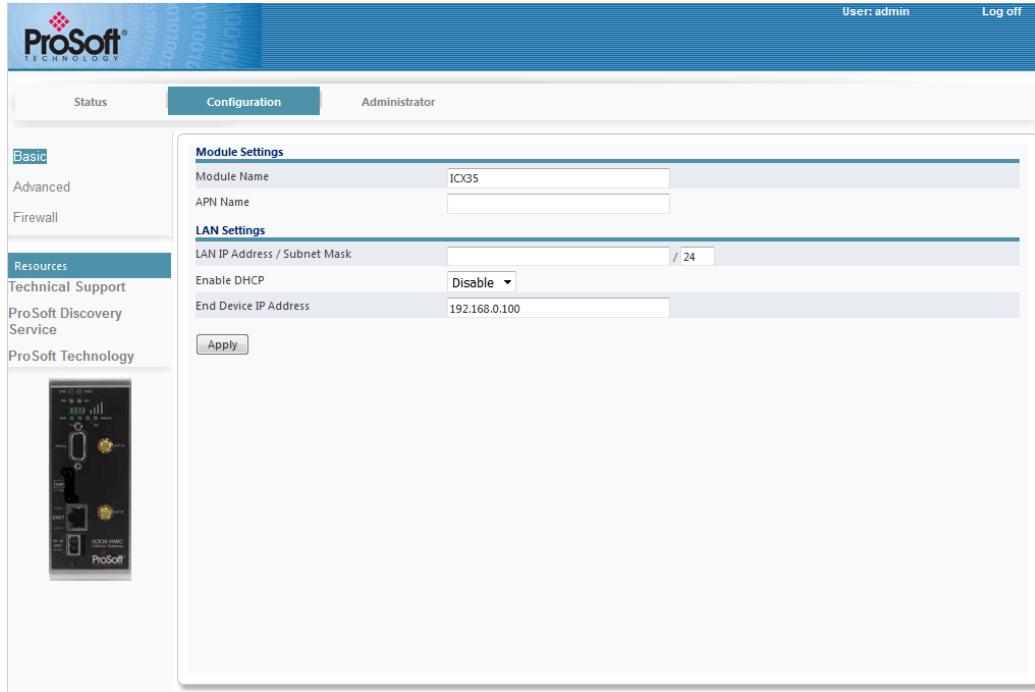 User: admin
Log off
ProSoft®
TECHNOLOGY
Status
Configuration
Administrator
Basic
Advanced
Firewall
Resources
Technical Support
ProSoft Discovery
Service
ProSoft Technology
Module Settings
Module Name
ICX35
APN Name
LAN Settings
LAN IP Address / Subnet Mask
/ 24
Enable DHCP
Disable
End Device IP Address
192.168.0.100
Apply
ICX35-HWC
ProSoft